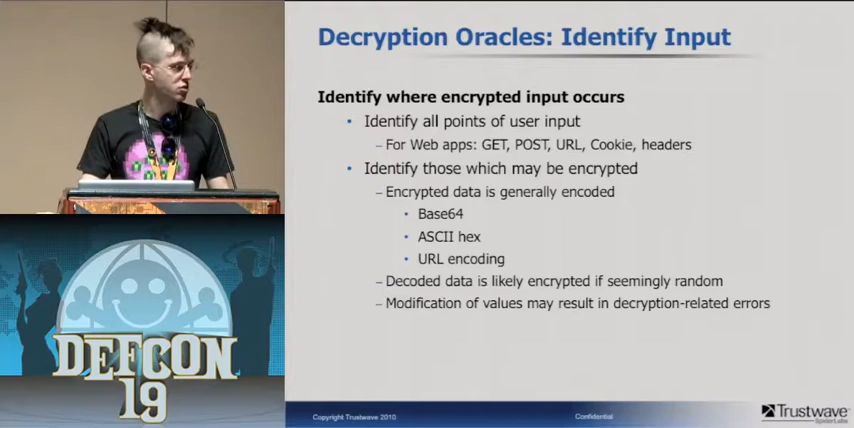 Decryption Oracles: Identify Input
Identify where encrypted input occurs
• Identify all points of user input
– For Web apps: GET, POST, URL, Cookie, headers
• Identify those which may be encrypted
– Encrypted data is generally encoded
• Base64
• ASCII hex
• URL encoding
– Decoded data is likely encrypted if seemingly random
– Modification of values may result in decryption-related errors
DEFCON
19
Copyright Trustwave 2010
Confidential
Trustwave®
SpiderLabs